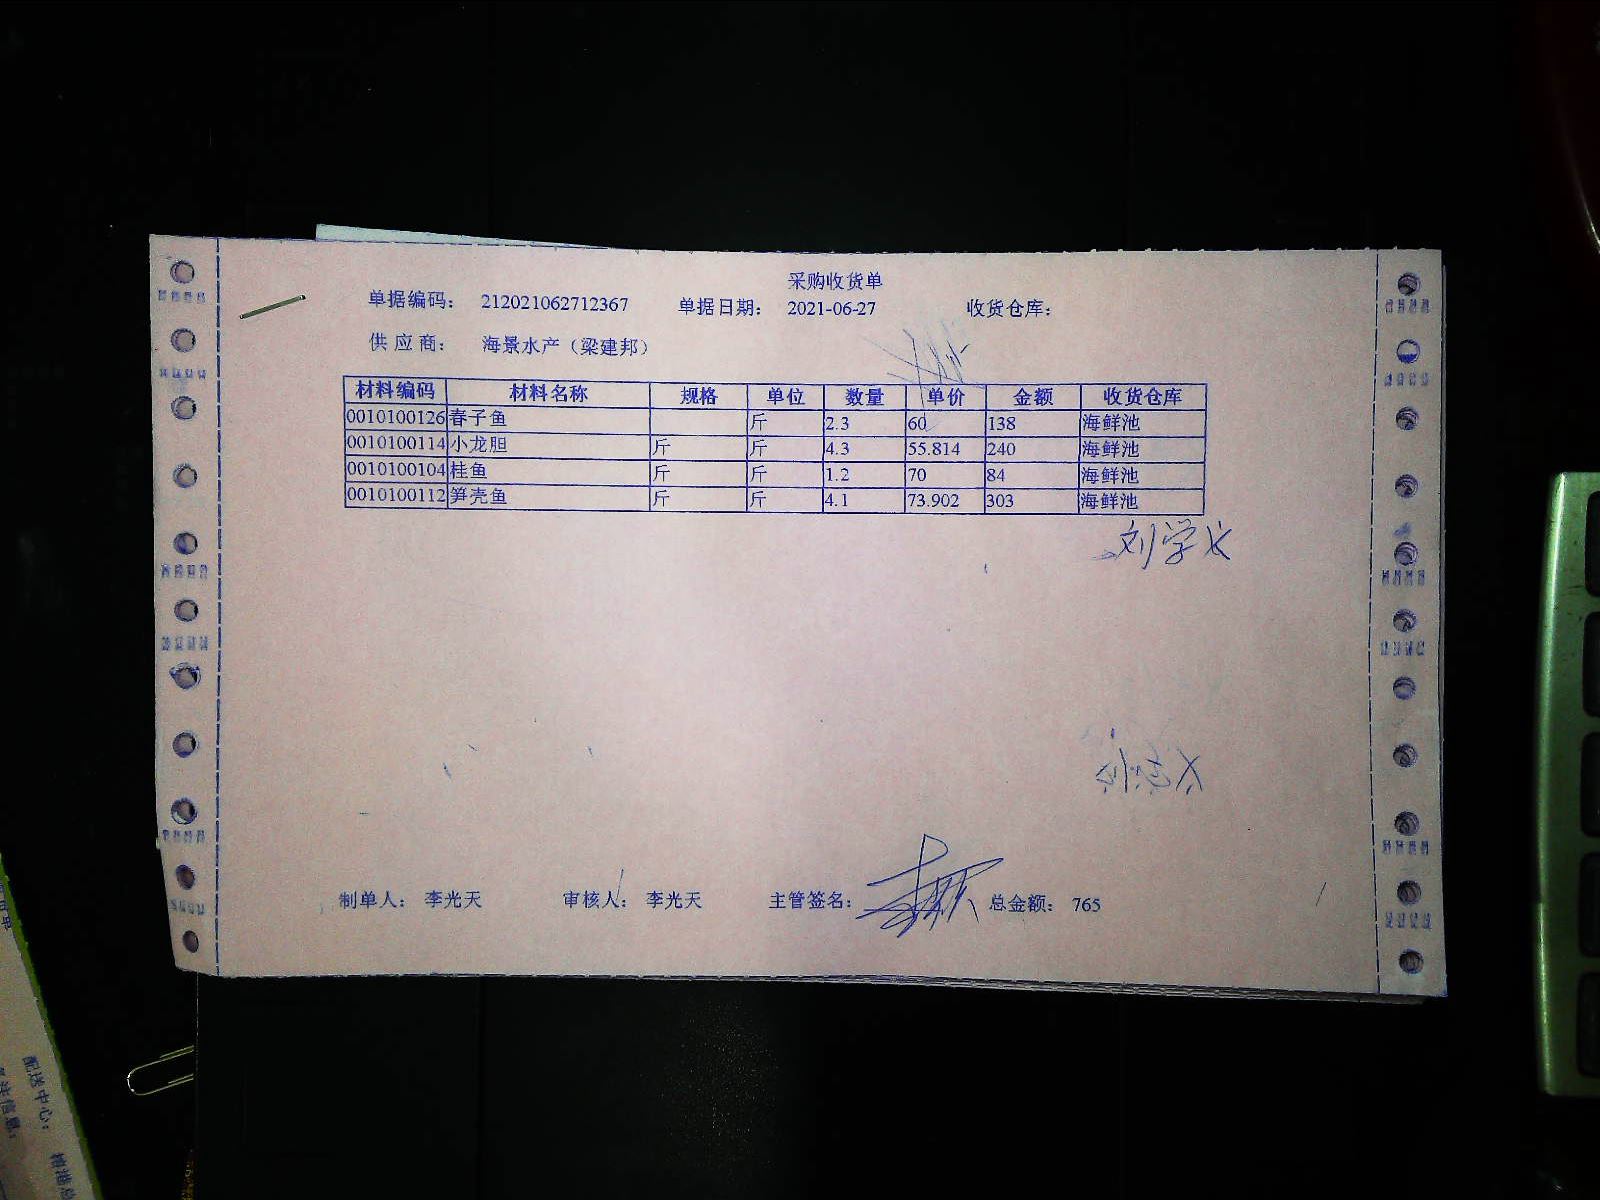 采购收货单
单据编码： 212021062712367 单据日期： 2021-06-27 收货仓库：
供 应 商： 海景水产（梁建邦）
材料编码 材料名称 规格 单位 数量 单价 金额 收货仓库
0010100126 春子鱼 斤 2.3 60 138 海鲜池
0010100114 小龙胆 斤 斤 4.3 55.814 240 海鲜池
0010100104 桂鱼 斤 斤 1.2 70 84 海鲜池
0010100112 笋壳鱼 斤 斤 4.1 73.902 303 海鲜池
刘学义
制单人： 李光天 审核人： 李光天 主管签名： 总金额： 765
配送中心：